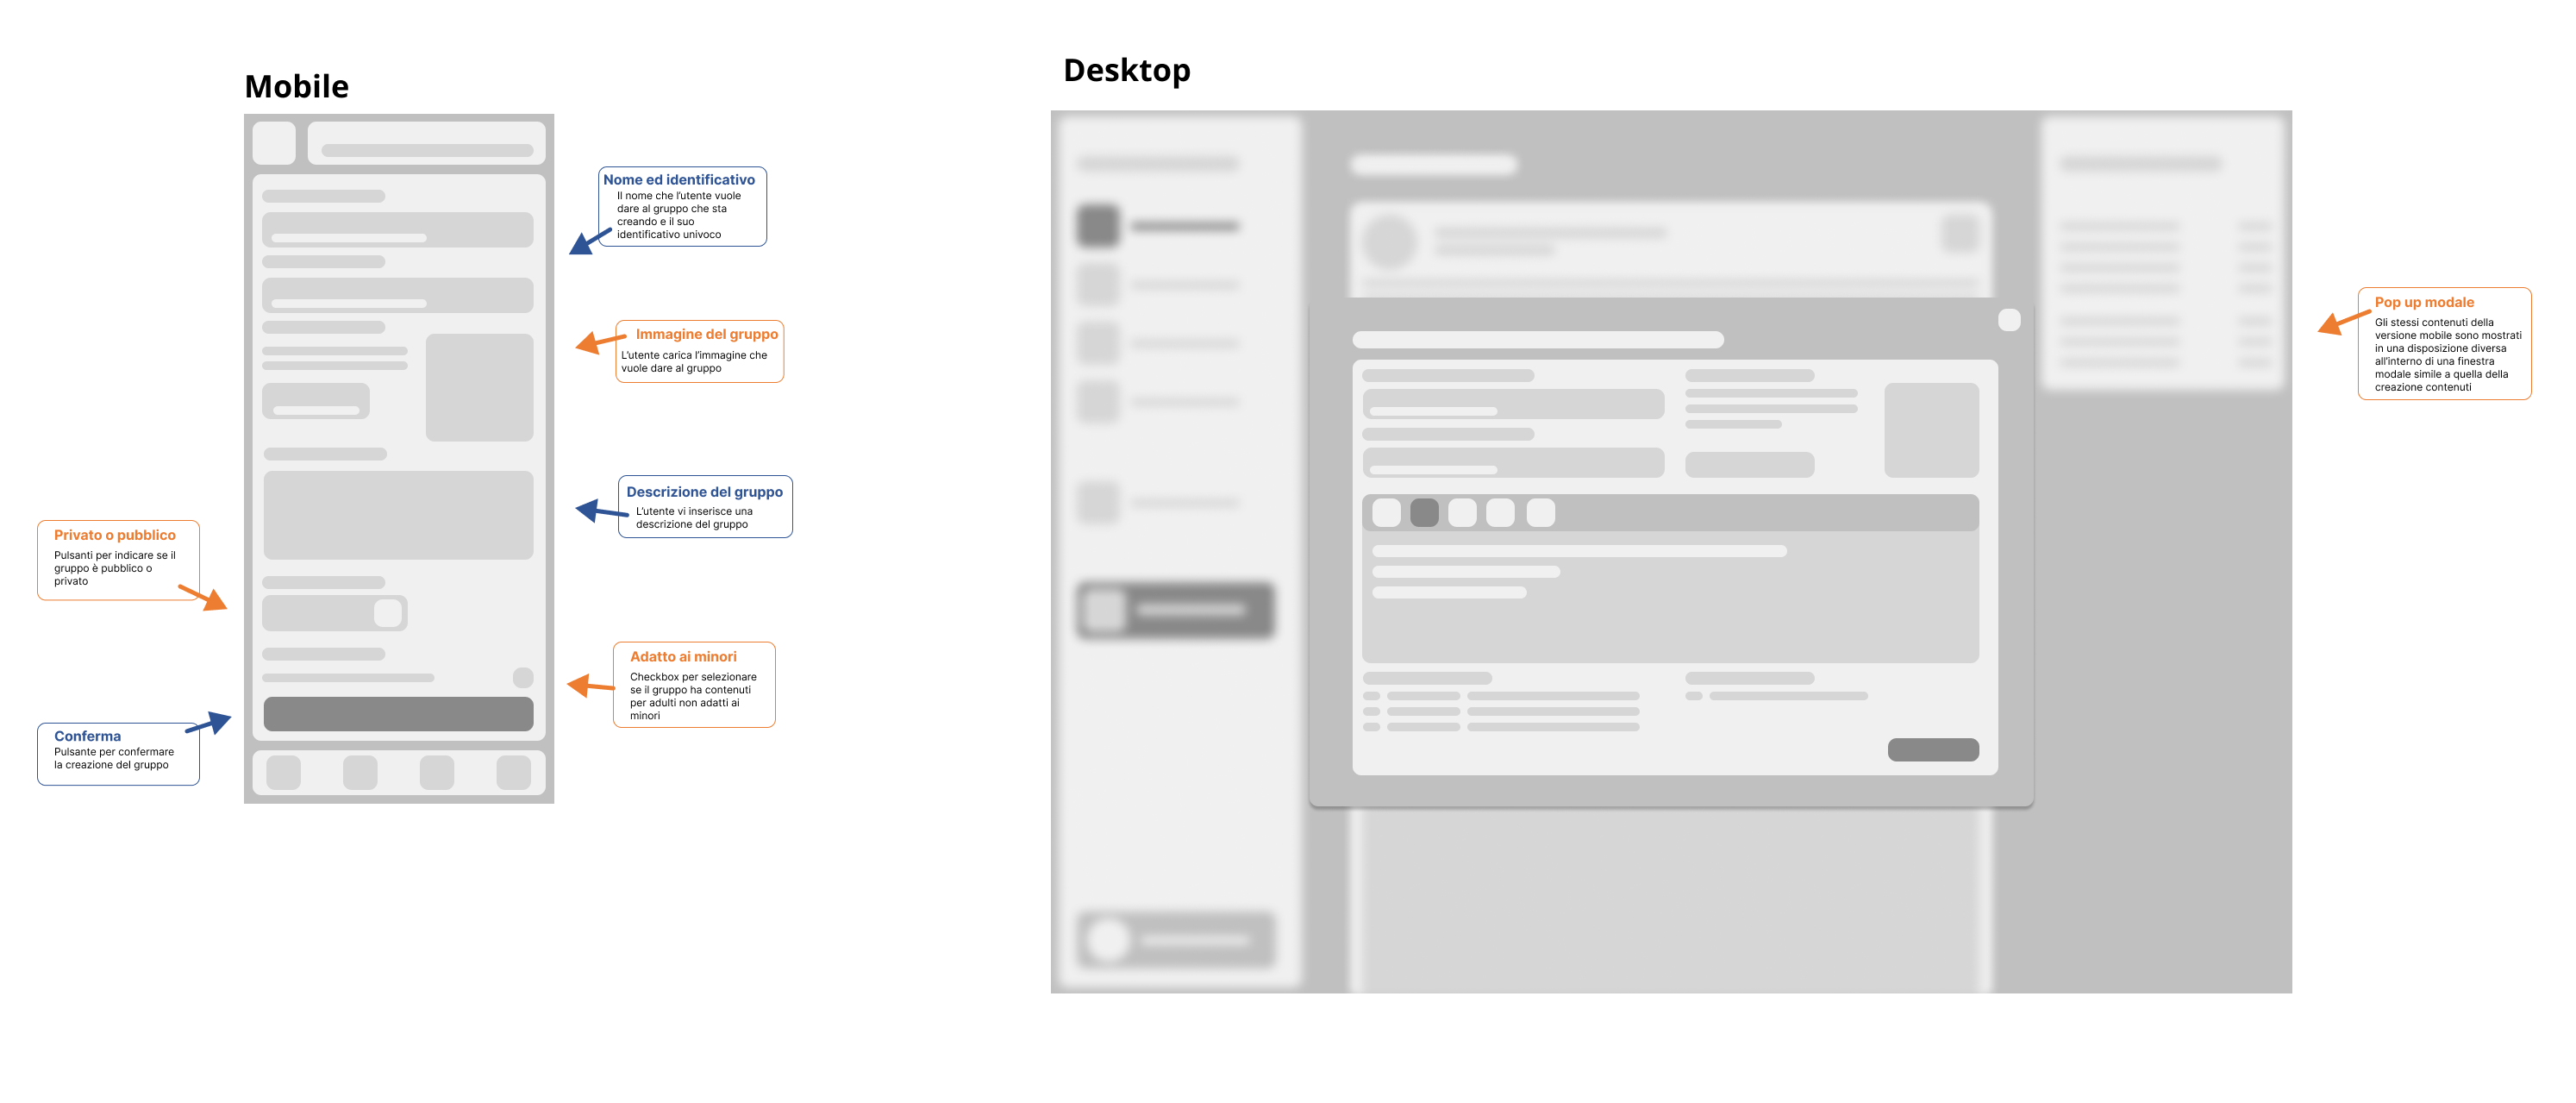 Mobile
Desktop
Nome ed identificativo
Il nome che l'utente vuole
dare al gruppo che sta
creando e il suo
identificativo univoco
Immagine del gruppo
L'utente carica l'immagine che
vuole dare al gruppo
Descrizione del gruppo
L'utente vi inserisce una
descrizione del gruppo
Privato o pubblico
Pulsanti per indicare se il
gruppo è pubblico o
privato
Adatto ai minori
Checkbox per selezionare
se il gruppo ha contenuti
per adulti non adatti ai
minori
Conferma
Pulsante per confermare
la creazione del gruppo
Pop up modale
Gli stessi contenuti della
versione mobile sono mostrati
in una disposizione diversa
all'interno di una finestra
modale simile a quella della
creazione contenuti